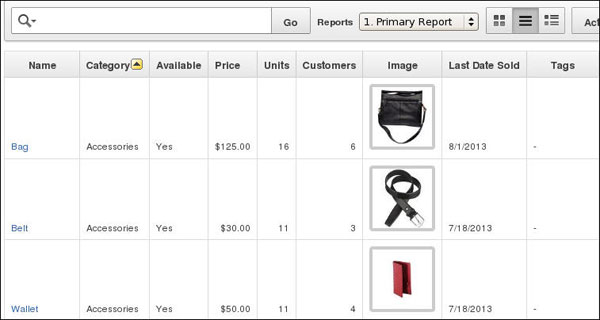 Go Reports 1. Primary Report Act
Name Category Available Price Units Customers Image Last Date Sold Tags
Bag Accessories Yes $125.00 16 6 8/1/2013 -
Belt Accessories Yes $30.00 11 3 7/18/2013 -
Wallet Accessories Yes $50.00 11 4 7/18/2013 -